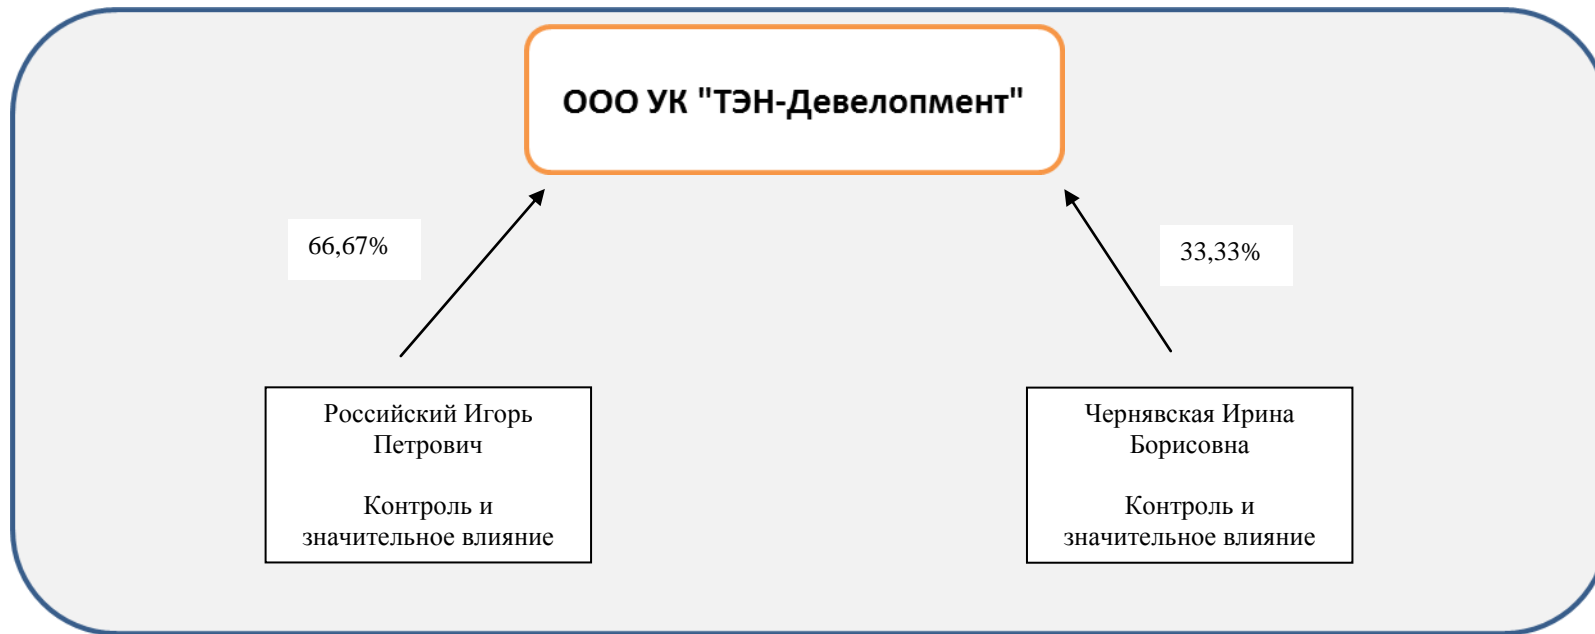 ООО УК "ТЭН-Девелопмент"
66,67%
33,33%
Российский Игорь
Петрович
Контроль и
значительное влияние
Чернявская Ирина
Борисовна
Контроль и
значительное влияние